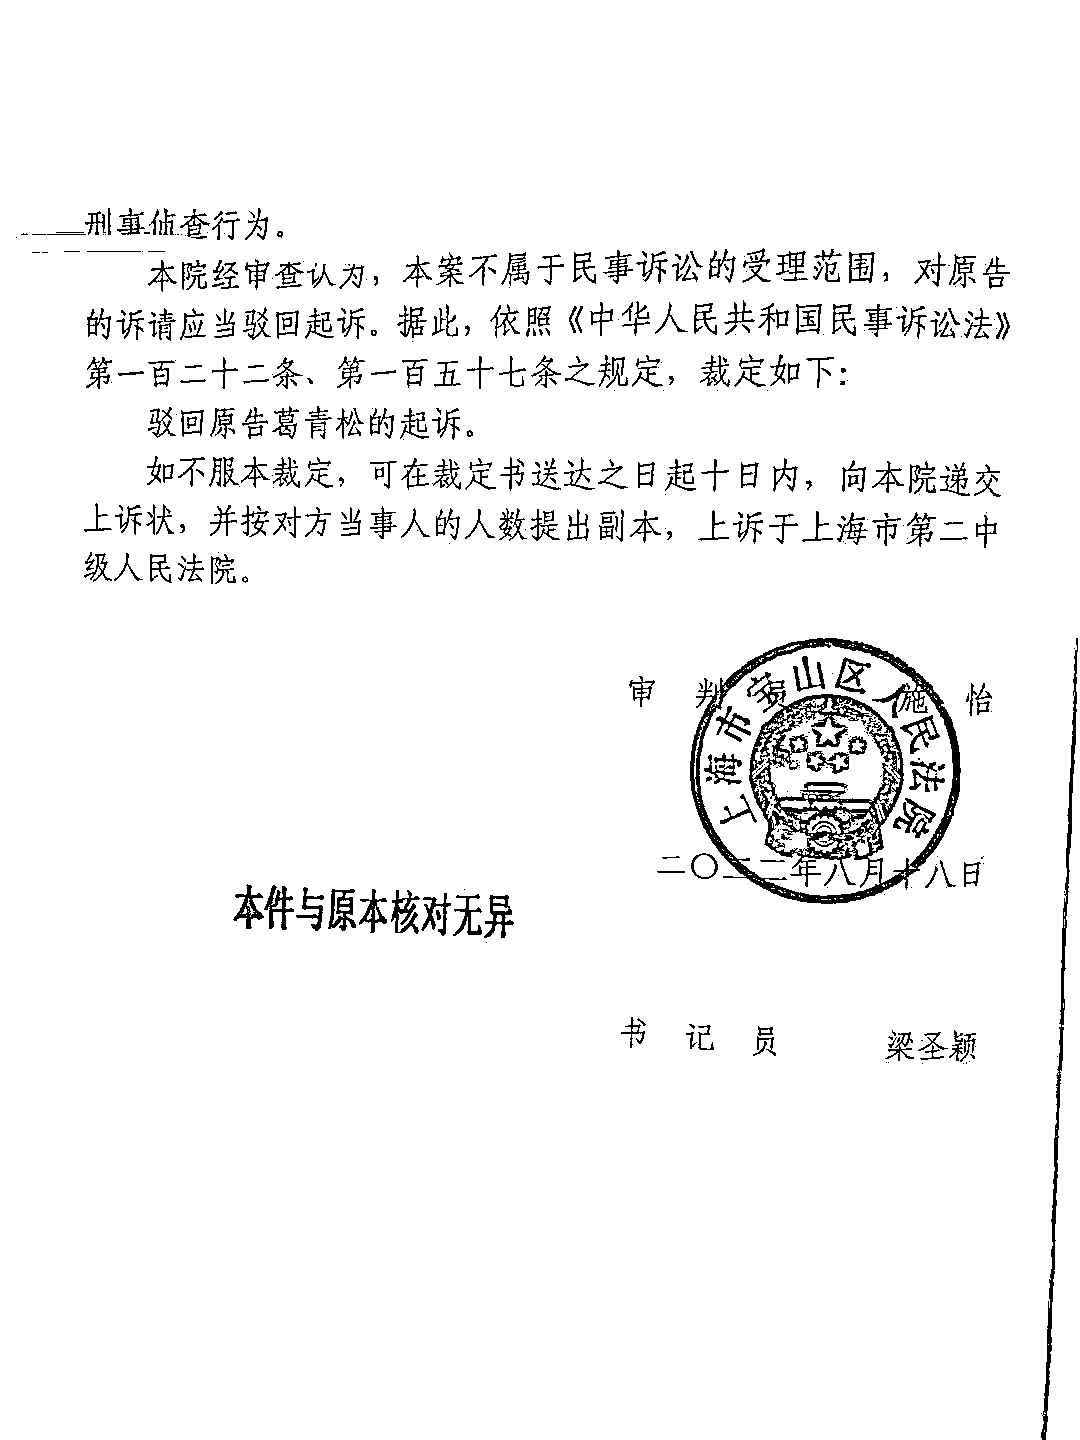 刑事侦查行为。
本院经审查认为，本案不属于民事诉讼的受理范围，对原告
的诉请应当驳回起诉。据此，依照《中华人民共和国民事诉讼法》
第一百二十二条、第一百五十七条之规定，裁定如下：
驳回原告葛青松的起诉。
如不服本裁定，可在裁定书送达之日起十日内，向本院递交
上诉状，并按对方当事人的人数提出副本，上诉于上海市第二中
级人民法院。
审 判 员 施 怡
上海市宝山区人民法院
二〇二二年八月十八日
本件与原本核对无异
书 记 员 梁圣颖